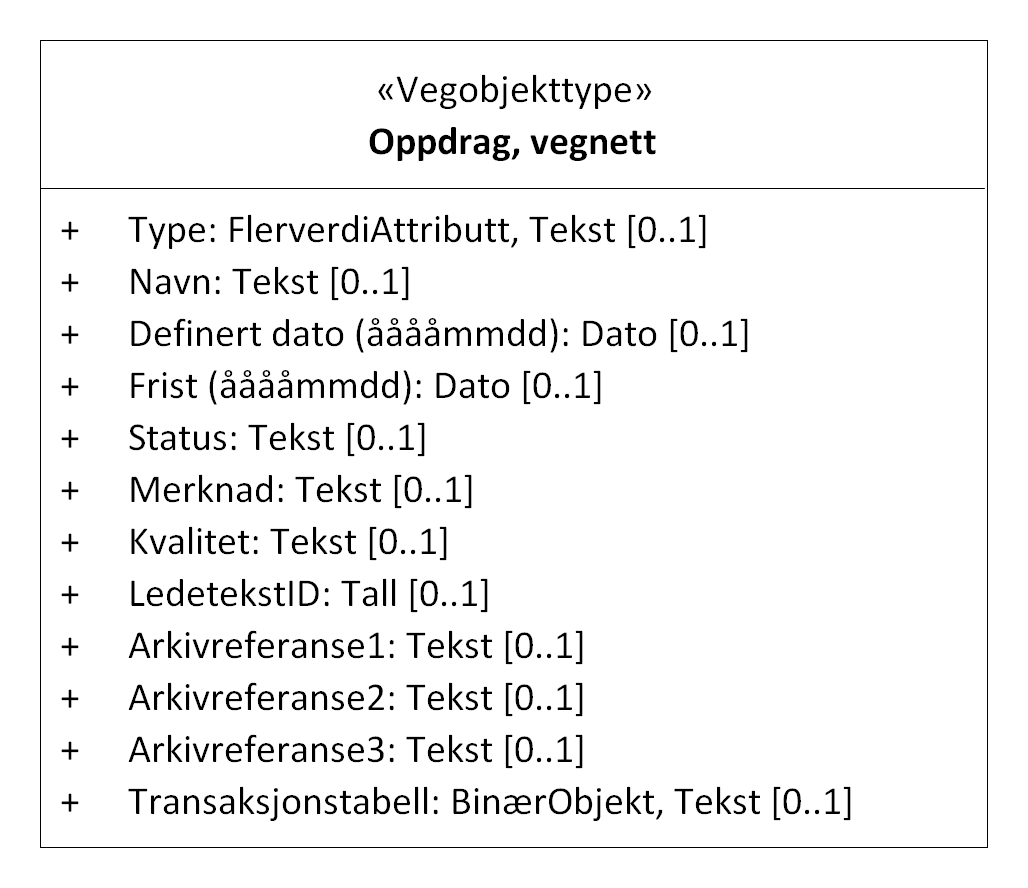 «Vegobjekttype»
Oppdrag, vegnett
+ Type: FlerverdiAttributt, Tekst [0..1]
+ Navn: Tekst [0..1]
+ Definert dato (ååååmmdd): Dato [0..1]
+ Frist (ååååmmdd): Dato [0..1]
+ Status: Tekst [0..1]
+ Merknad: Tekst [0..1]
+ Kvalitet: Tekst [0..1]
+ LedetekstID: Tall [0..1]
+ Arkivreferanse1: Tekst [0..1]
+ Arkivreferanse2: Tekst [0..1]
+ Arkivreferanse3: Tekst [0..1]
+ Transaksjonstabell: BinærObjekt, Tekst [0..1]